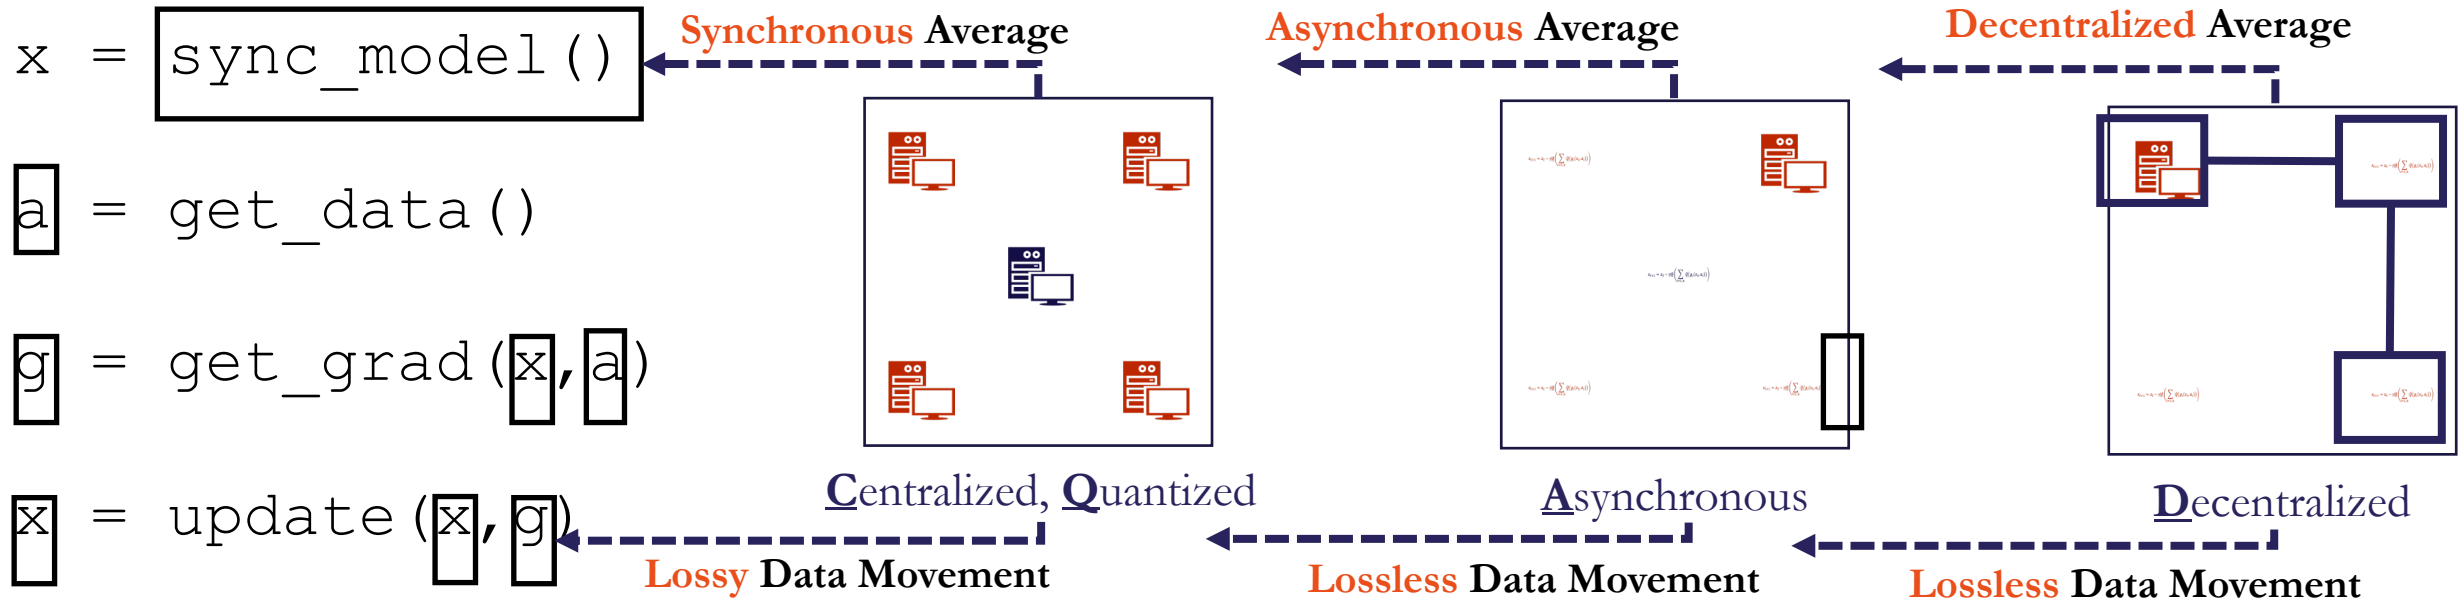 x = sync_model()
a = get_data()
g = get_grad(x,a)
x = update(x,g)
Synchronous Average
Centralized, Quantized
Lossy Data Movement
Asynchronous Average
Asynchronous
Lossless Data Movement
Decentralized Average
Decentralized
Lossless Data Movement